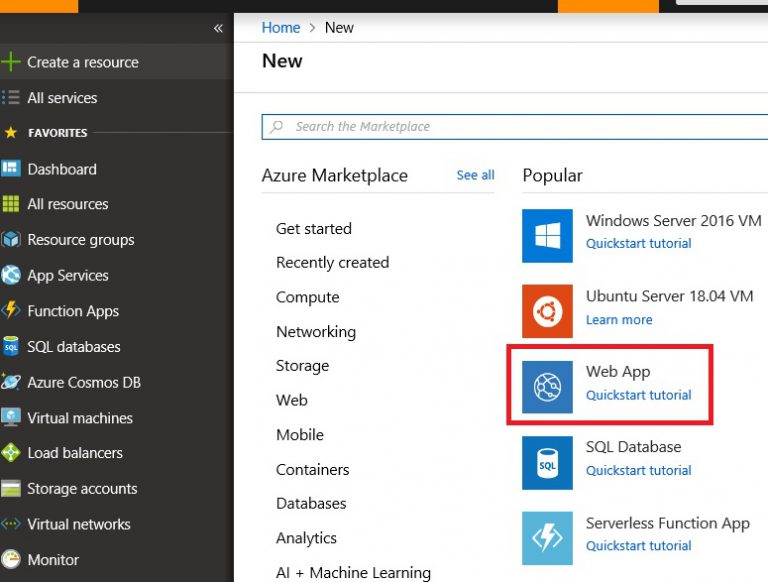 «
Create a resource
All services
FAVORITES
Dashboard
All resources
Resource groups
App Services
Function Apps
SQL databases
Azure Cosmos DB
Virtual machines
Load balancers
Storage accounts
Virtual networks
Monitor
Home > New
New
Search the Marketplace
Azure Marketplace See all
Get started
Recently created
Compute
Networking
Storage
Web
Mobile
Containers
Databases
Analytics
AI + Machine Learning
Popular
Windows Server 2016 VM
Quickstart tutorial
Ubuntu Server 18.04 VM
Learn more
Web App
Quickstart tutorial
SQL
SQL Database
Quickstart tutorial
Serverless Function App
Quickstart tutorial